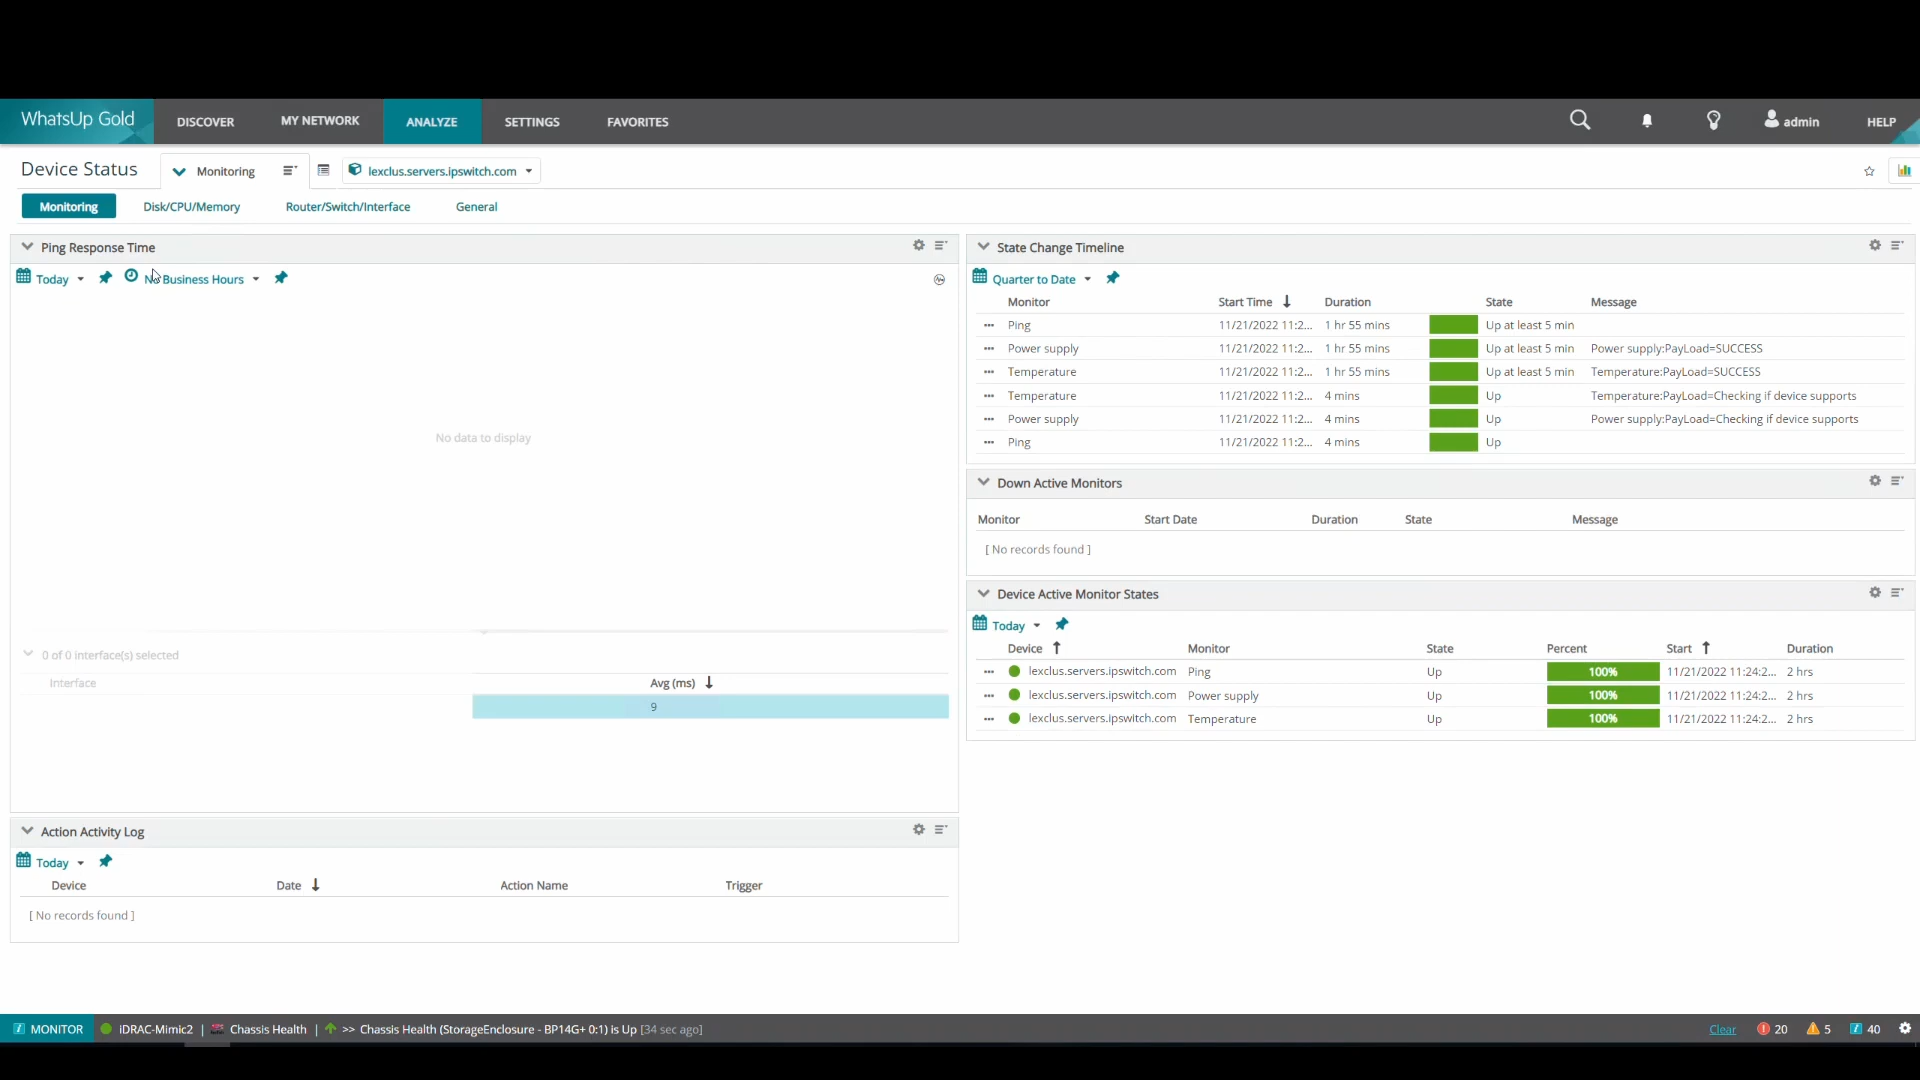 WhatsUp Gold DISCOVER MY NETWORK ANALYZE SETTINGS FAVORITES admin HELP
Device Status Monitoring lexclus.servers.ipswitch.com
Monitoring Disk/CPU/Memory Router/Switch/Interface General
Ping Response Time
Today No Business Hours
No data to display
0 of 0 interface(s) selected
Interface Avg (ms)
9
Action Activity Log
Today
Device Date Action Name Trigger
[ No records found ]
State Change Timeline
Quarter to Date
Monitor Start Time Duration State Message
Ping 11/21/2022 11:2... 1 hr 55 mins Up at least 5 min
Power supply 11/21/2022 11:2... 1 hr 55 mins Up at least 5 min Power supply:PayLoad=SUCCESS
Temperature 11/21/2022 11:2... 1 hr 55 mins Up at least 5 min Temperature:PayLoad=SUCCESS
Temperature 11/21/2022 11:2... 4 mins Up Temperature:PayLoad=Checking if device supports
Power supply 11/21/2022 11:2... 4 mins Up Power supply:PayLoad=Checking if device supports
Ping 11/21/2022 11:2... 4 mins Up
Down Active Monitors
Monitor Start Date Duration State Message
[ No records found ]
Device Active Monitor States
Today
Device Monitor State Percent Start Duration
lexclus.servers.ipswitch.com Ping Up 100% 11/21/2022 11:24:2... 2 hrs
lexclus.servers.ipswitch.com Power supply Up 100% 11/21/2022 11:24:2... 2 hrs
lexclus.servers.ipswitch.com Temperature Up 100% 11/21/2022 11:24:2... 2 hrs
MONITOR iDRAC-Mimic2 | Chassis Health | >> Chassis Health (StorageEnclosure - BP14G+ 0:1) is Up [34 sec ago] Clear 20 5 40